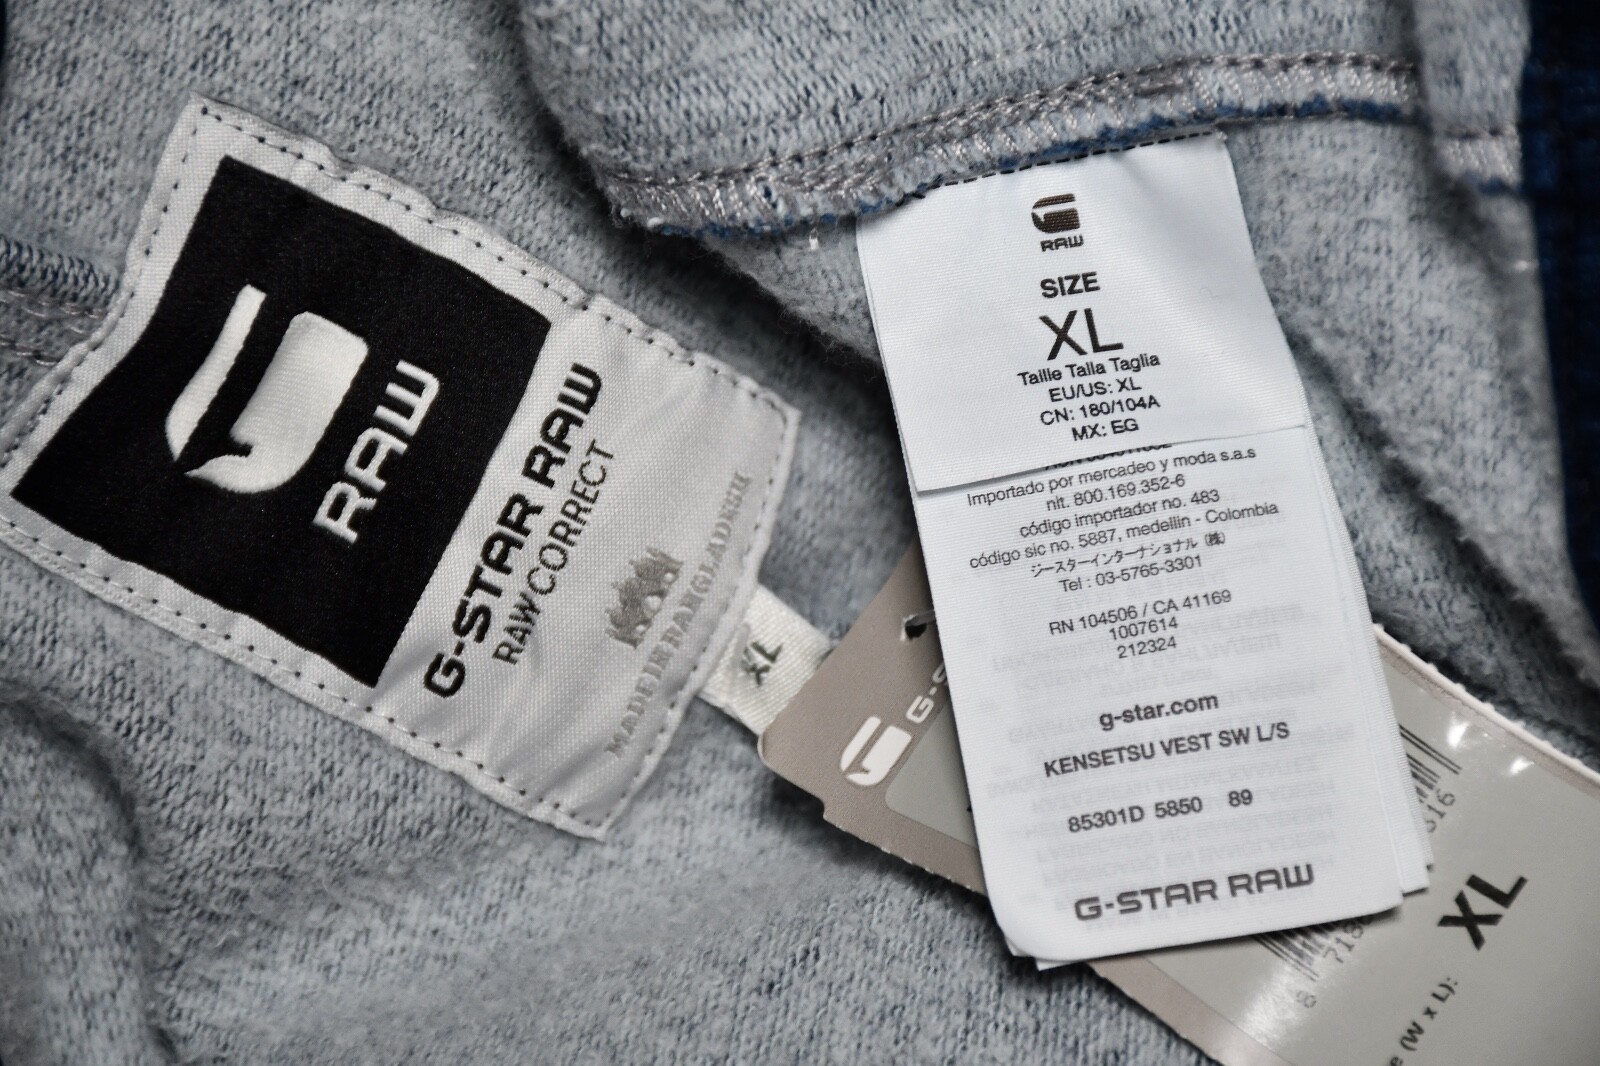 RAW
G-STAR RAW
RAW CORRECT
MADE IN BANGLADESH
XL
RAW
SIZE
XL
Taille Talla Taglia
EU/US: XL
CN: 180/104A
MX: EG
Importado por mercadeo y moda s.a.s
nit. 800.169.352-6
código importador no. 483
código sic no. 5887, medellin - Colombia
ジースターインターナショナル (株)
Tel : 03-5765-3301
RN 104506 / CA 41169
1007614
212324
g-star.com
KENSETSU VEST SW L/S
85301D 5850 89
G-STAR RAW
XL
(W x L):